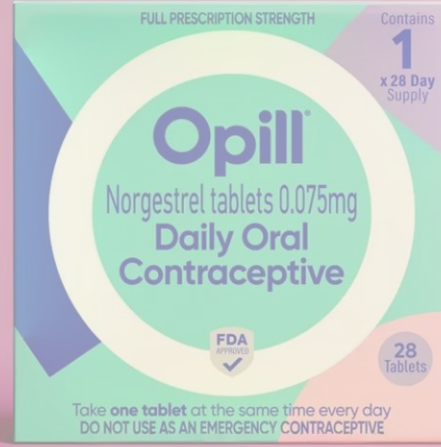 FULL PRESCRIPTION STRENGTH
Contains
1
x 28 Day
Supply
Opill®
Norgestrel tablets 0.075mg
Daily Oral
Contraceptive
FDA
APPROVED
28
Tablets
Take one tablet at the same time every day
DO NOT USE AS AN EMERGENCY CONTRACEPTIVE